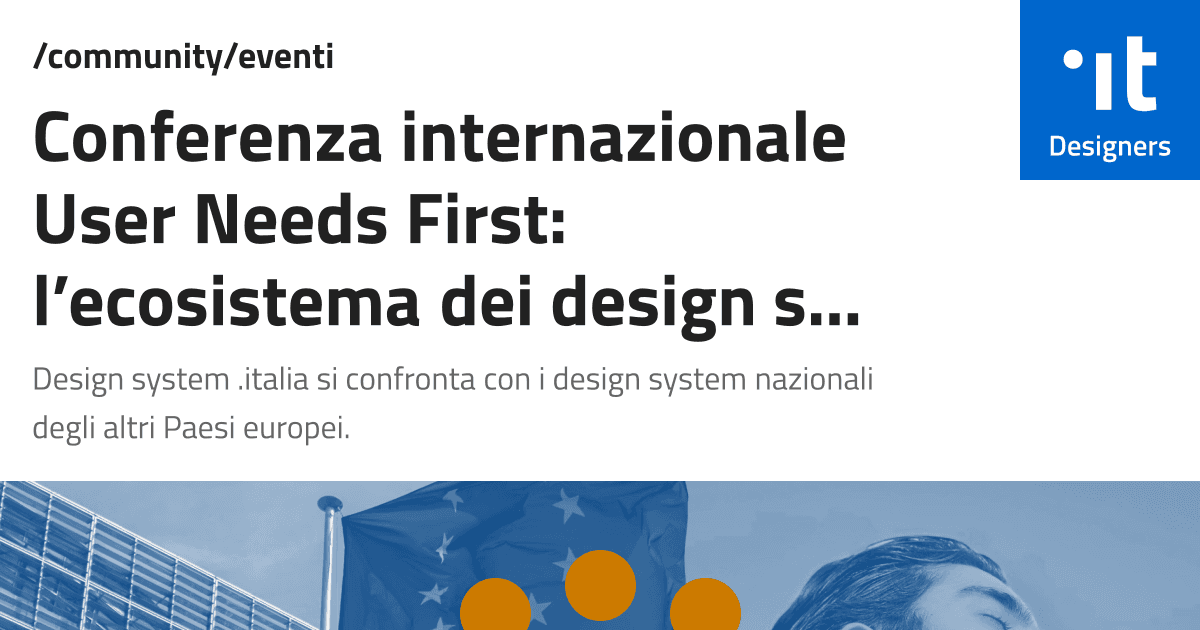 /community/eventi
.it
Designers
Conferenza internazionale
User Needs First:
l’ecosistema dei design s...
Design system .italia si confronta con i design system nazionali
degli altri Paesi europei.